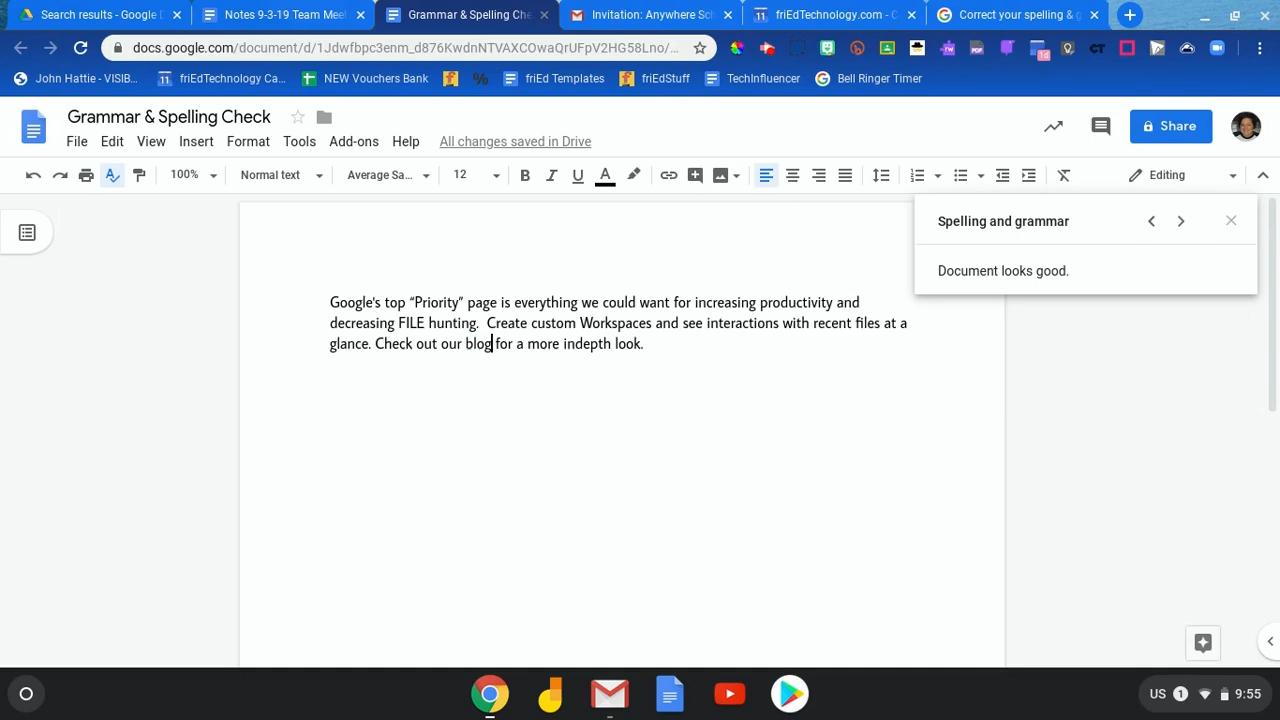 Search results - Google D
Notes 9-3-19 Team Mee
Grammar & Spelling Che
Invitation: Anywhere Sch
friEdTechnology.com - C
Correct your spelling & g
docs.google.com/document/d/1Jdwfbpc3enm_d876KwdnNTVAXCOwaQrUFpV2HG58Lno/...
1d
John Hattie - VISIB...
friEdTechnology Ca...
NEW Vouchers Bank
friEd Templates
friEdStuff
TechInfluencer
Bell Ringer Timer
Grammar & Spelling Check
File Edit View Insert Format Tools Add-ons Help All changes saved in Drive
Share
100% Normal text Average Sa... 12 B I U A Editing
Spelling and grammar
Document looks good.
Google's top “Priority” page is everything we could want for increasing productivity and
decreasing FILE hunting.  Create custom Workspaces and see interactions with recent files at a
glance. Check out our blog for a more indepth look.
US 1 9:55